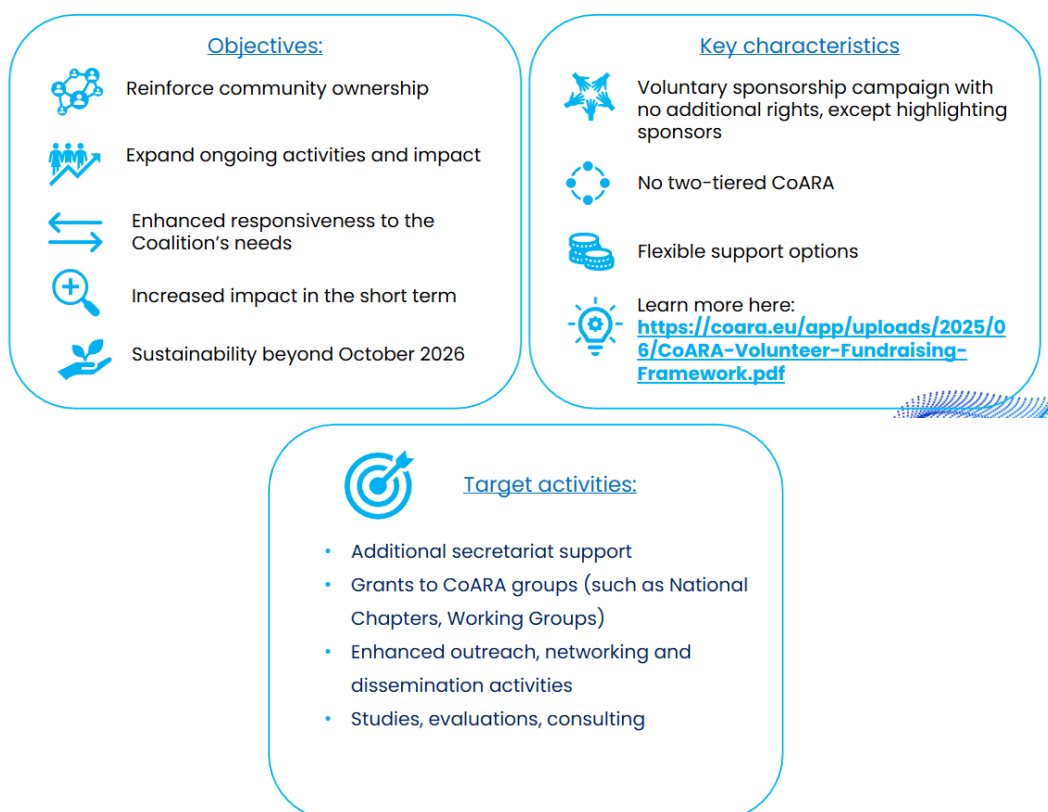 Objectives:
Reinforce community ownership
Expand ongoing activities and impact
Enhanced responsiveness to the
Coalition’s needs
Increased impact in the short term
Sustainability beyond October 2026
Key characteristics
Voluntary sponsorship campaign with
no additional rights, except highlighting
sponsors
No two-tiered CoARA
Flexible support options
Learn more here:
https://coara.eu/app/uploads/2025/0
6/CoARA-Volunteer-Fundraising-
Framework.pdf
Target activities:
• Additional secretariat support
• Grants to CoARA groups (such as National
Chapters, Working Groups)
• Enhanced outreach, networking and
dissemination activities
• Studies, evaluations, consulting